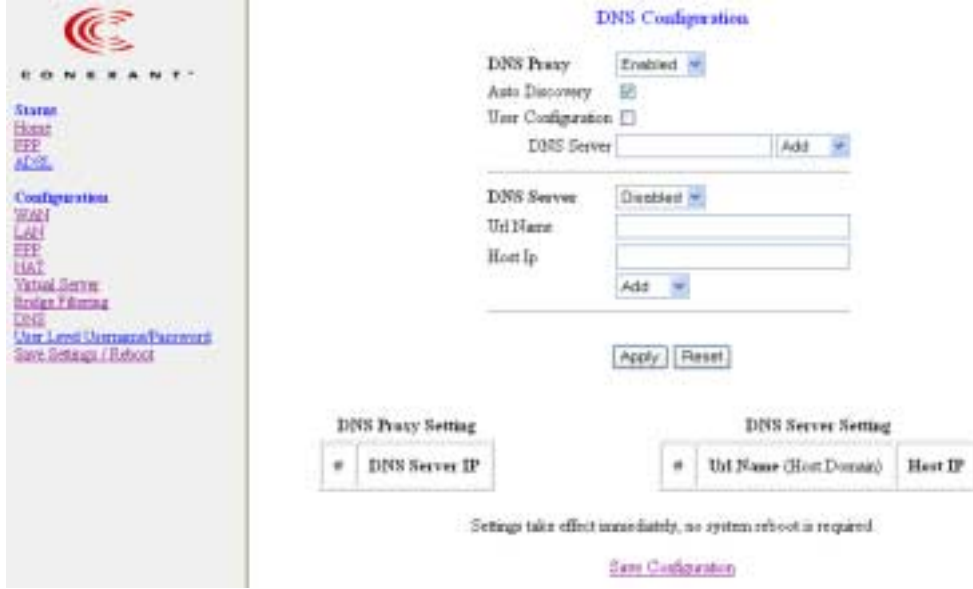 CONEXANT™
Status
Home
PPP
ADSL
Configuration
WAN
LAN
PPP
NAT
Virtual Server
Bridge Filtering
DNS
User Level Username/Password
Save Settings / Reboot
DNS Configuration
DNS Proxy Enabled
Auto Discovery
User Configuration
DNS Server Add
DNS Server Disabled
Url Name
Host Ip
Add
Apply Reset
DNS Proxy Setting
# DNS Server IP
DNS Server Setting
# Url Name (Host.Domain) Host IP
Settings take effect immediately, no system reboot is required.
Save Configuration